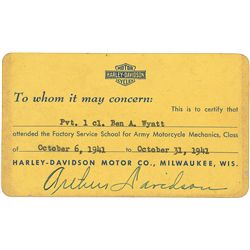 MOTOR
HARLEY-DAVIDSON
CYCLES
To whom it may concern:
This is to certify that
Pvt. 1 cl. Ben A. Wyatt
attended the Factory Service School for Army Motorcycle Mechanics, Class
of October 6, 1941 to October 31, 1941
HARLEY-DAVIDSON MOTOR CO., MILWAUKEE, WIS.
Arthur Davidson